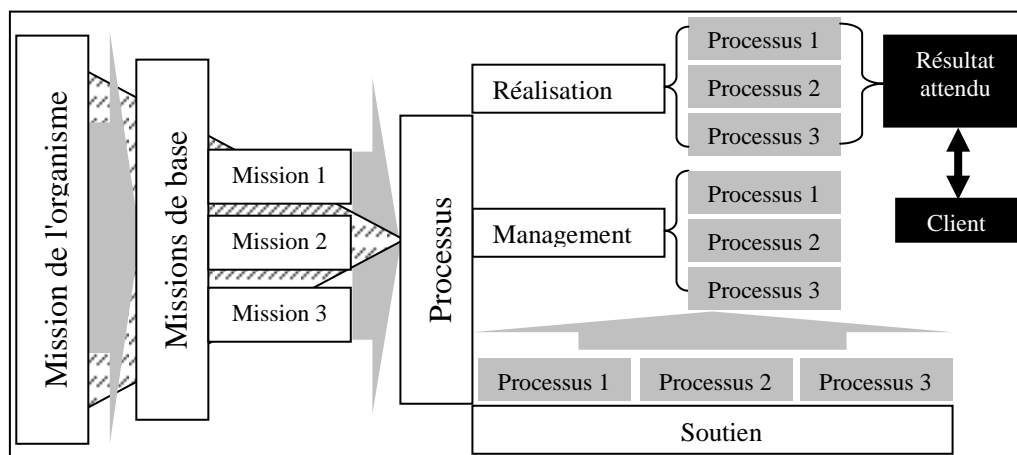 Mission de l'organisme
Missions de base
Mission 1
Mission 2
Mission 3
Processus
Réalisation
Processus 1
Processus 2
Processus 3
Résultat
attendu
Client
Management
Processus 1
Processus 2
Processus 3
Processus 1
Processus 2
Processus 3
Soutien